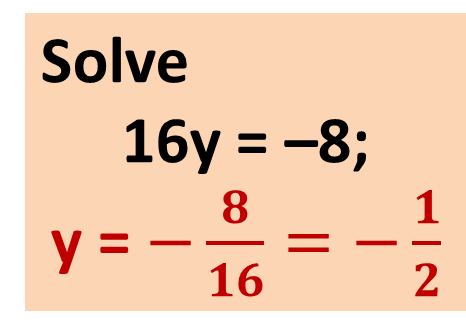 Solve
16y = –8;
y = − 8/16 = − 1/2